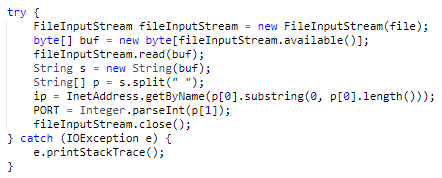 try {
    FileInputStream fileInputStream = new FileInputStream(file);
    byte[] buf = new byte[fileInputStream.available()];
    fileInputStream.read(buf);
    String s = new String(buf);
    String[] p = s.split(" ");
    ip = InetAddress.getByName(p[0].substring(0, p[0].length()));
    PORT = Integer.parseInt(p[1]);
    fileInputStream.close();
} catch (IOException e) {
    e.printStackTrace();
}